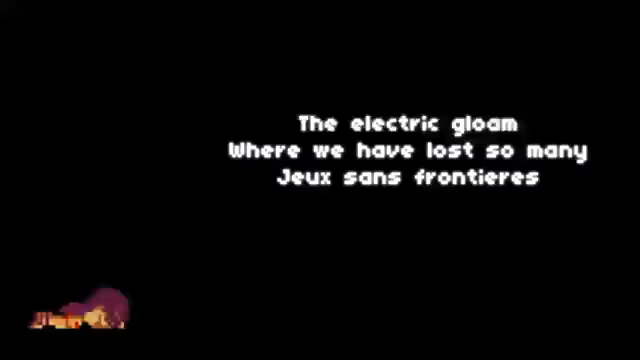 The electric gloam
Where we have lost so many
Jeux sans frontieres